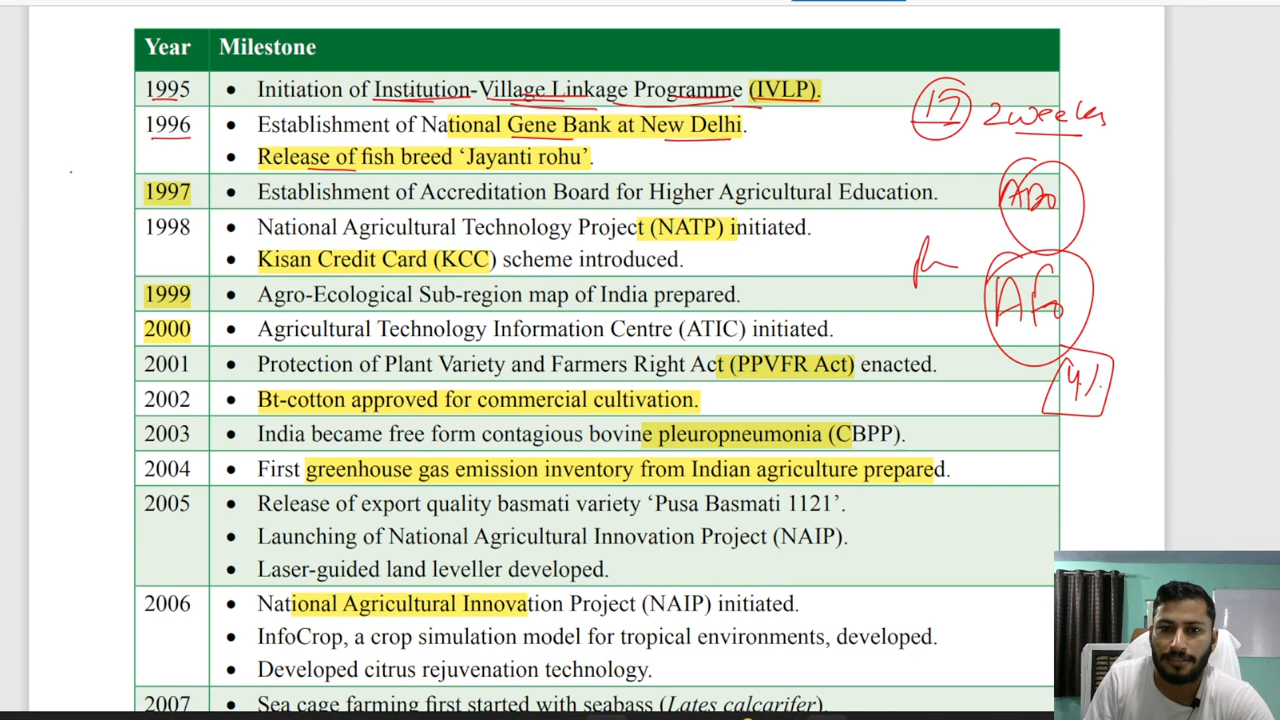 Year Milestone
1995 • Initiation of Institution-Village Linkage Programme (IVLP).
1996 • Establishment of National Gene Bank at New Delhi.
• Release of fish breed ‘Jayanti rohu’.
1997 • Establishment of Accreditation Board for Higher Agricultural Education.
1998 • National Agricultural Technology Project (NATP) initiated.
• Kisan Credit Card (KCC) scheme introduced.
1999 • Agro-Ecological Sub-region map of India prepared.
2000 • Agricultural Technology Information Centre (ATIC) initiated.
2001 • Protection of Plant Variety and Farmers Right Act (PPVFR Act) enacted.
2002 • Bt-cotton approved for commercial cultivation.
2003 • India became free form contagious bovine pleuropneumonia (CBPP).
2004 • First greenhouse gas emission inventory from Indian agriculture prepared.
2005 • Release of export quality basmati variety ‘Pusa Basmati 1121’.
• Launching of National Agricultural Innovation Project (NAIP).
• Laser-guided land leveller developed.
2006 • National Agricultural Innovation Project (NAIP) initiated.
• InfoCrop, a crop simulation model for tropical environments, developed.
• Developed citrus rejuvenation technology.
2007 • Sea cage farming first started with seabass (Lates calcarifer).
17 2 weeks
ADO
AFO